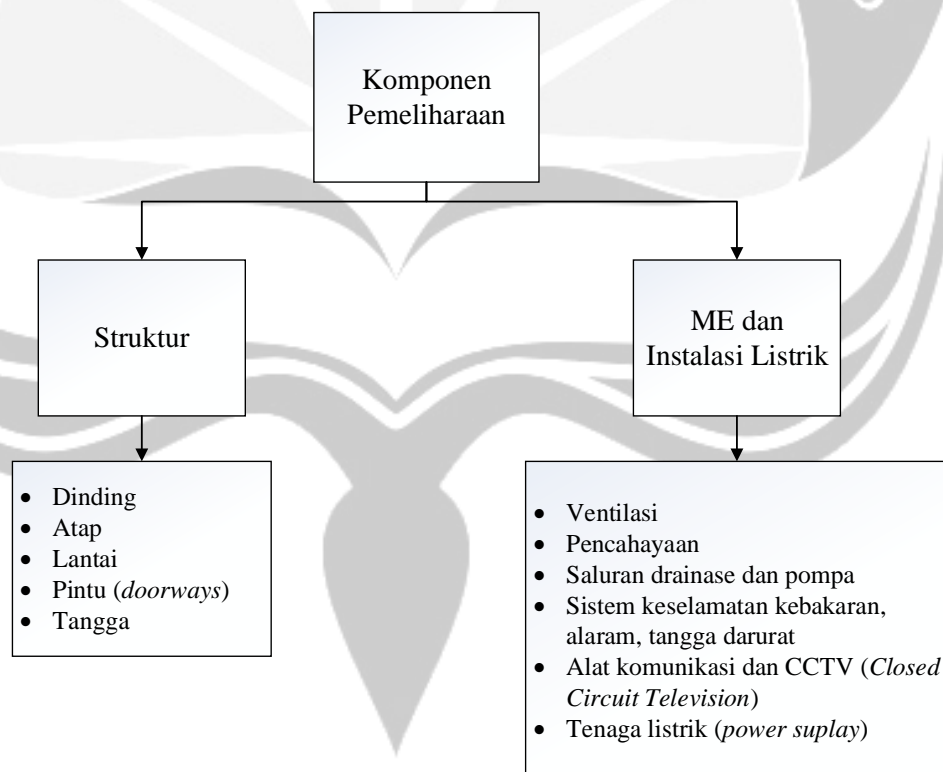 Komponen
Pemeliharaan
Struktur
ME dan
Instalasi Listrik
• Dinding
• Atap
• Lantai
• Pintu (doorways)
• Tangga
• Ventilasi
• Pencahayaan
• Saluran drainase dan pompa
• Sistem keselamatan kebakaran,
alaram, tangga darurat
• Alat komunikasi dan CCTV (Closed
Circuit Television)
• Tenaga listrik (power suplay)